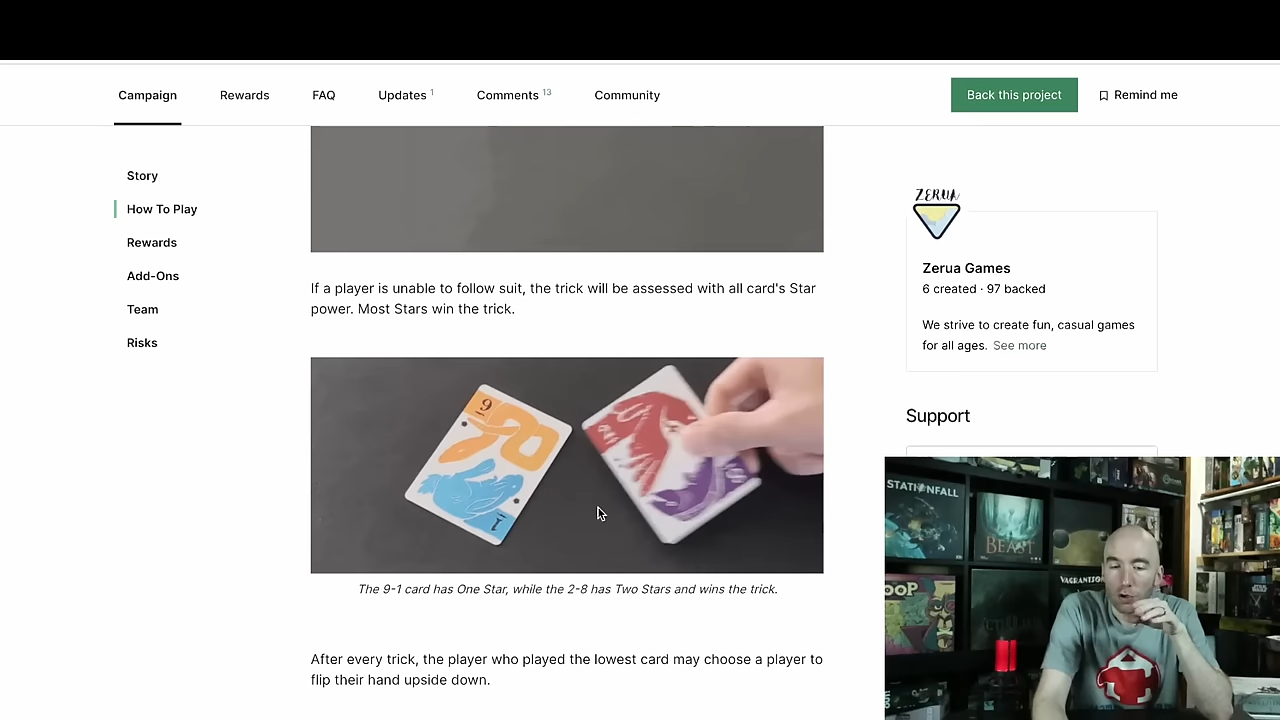 Campaign
Rewards
FAQ
Updates 1
Comments 13
Community
Back this project
Remind me
Story
How To Play
Rewards
Add-Ons
Team
Risks
If a player is unable to follow suit, the trick will be assessed with all card's Star
power. Most Stars win the trick.
9
1
The 9-1 card has One Star, while the 2-8 has Two Stars and wins the trick.
After every trick, the player who played the lowest card may choose a player to
flip their hand upside down.
ZERUA
Zerua Games
6 created · 97 backed
We strive to create fun, casual games
for all ages. See more
Support
STATIONFALL
BEAST